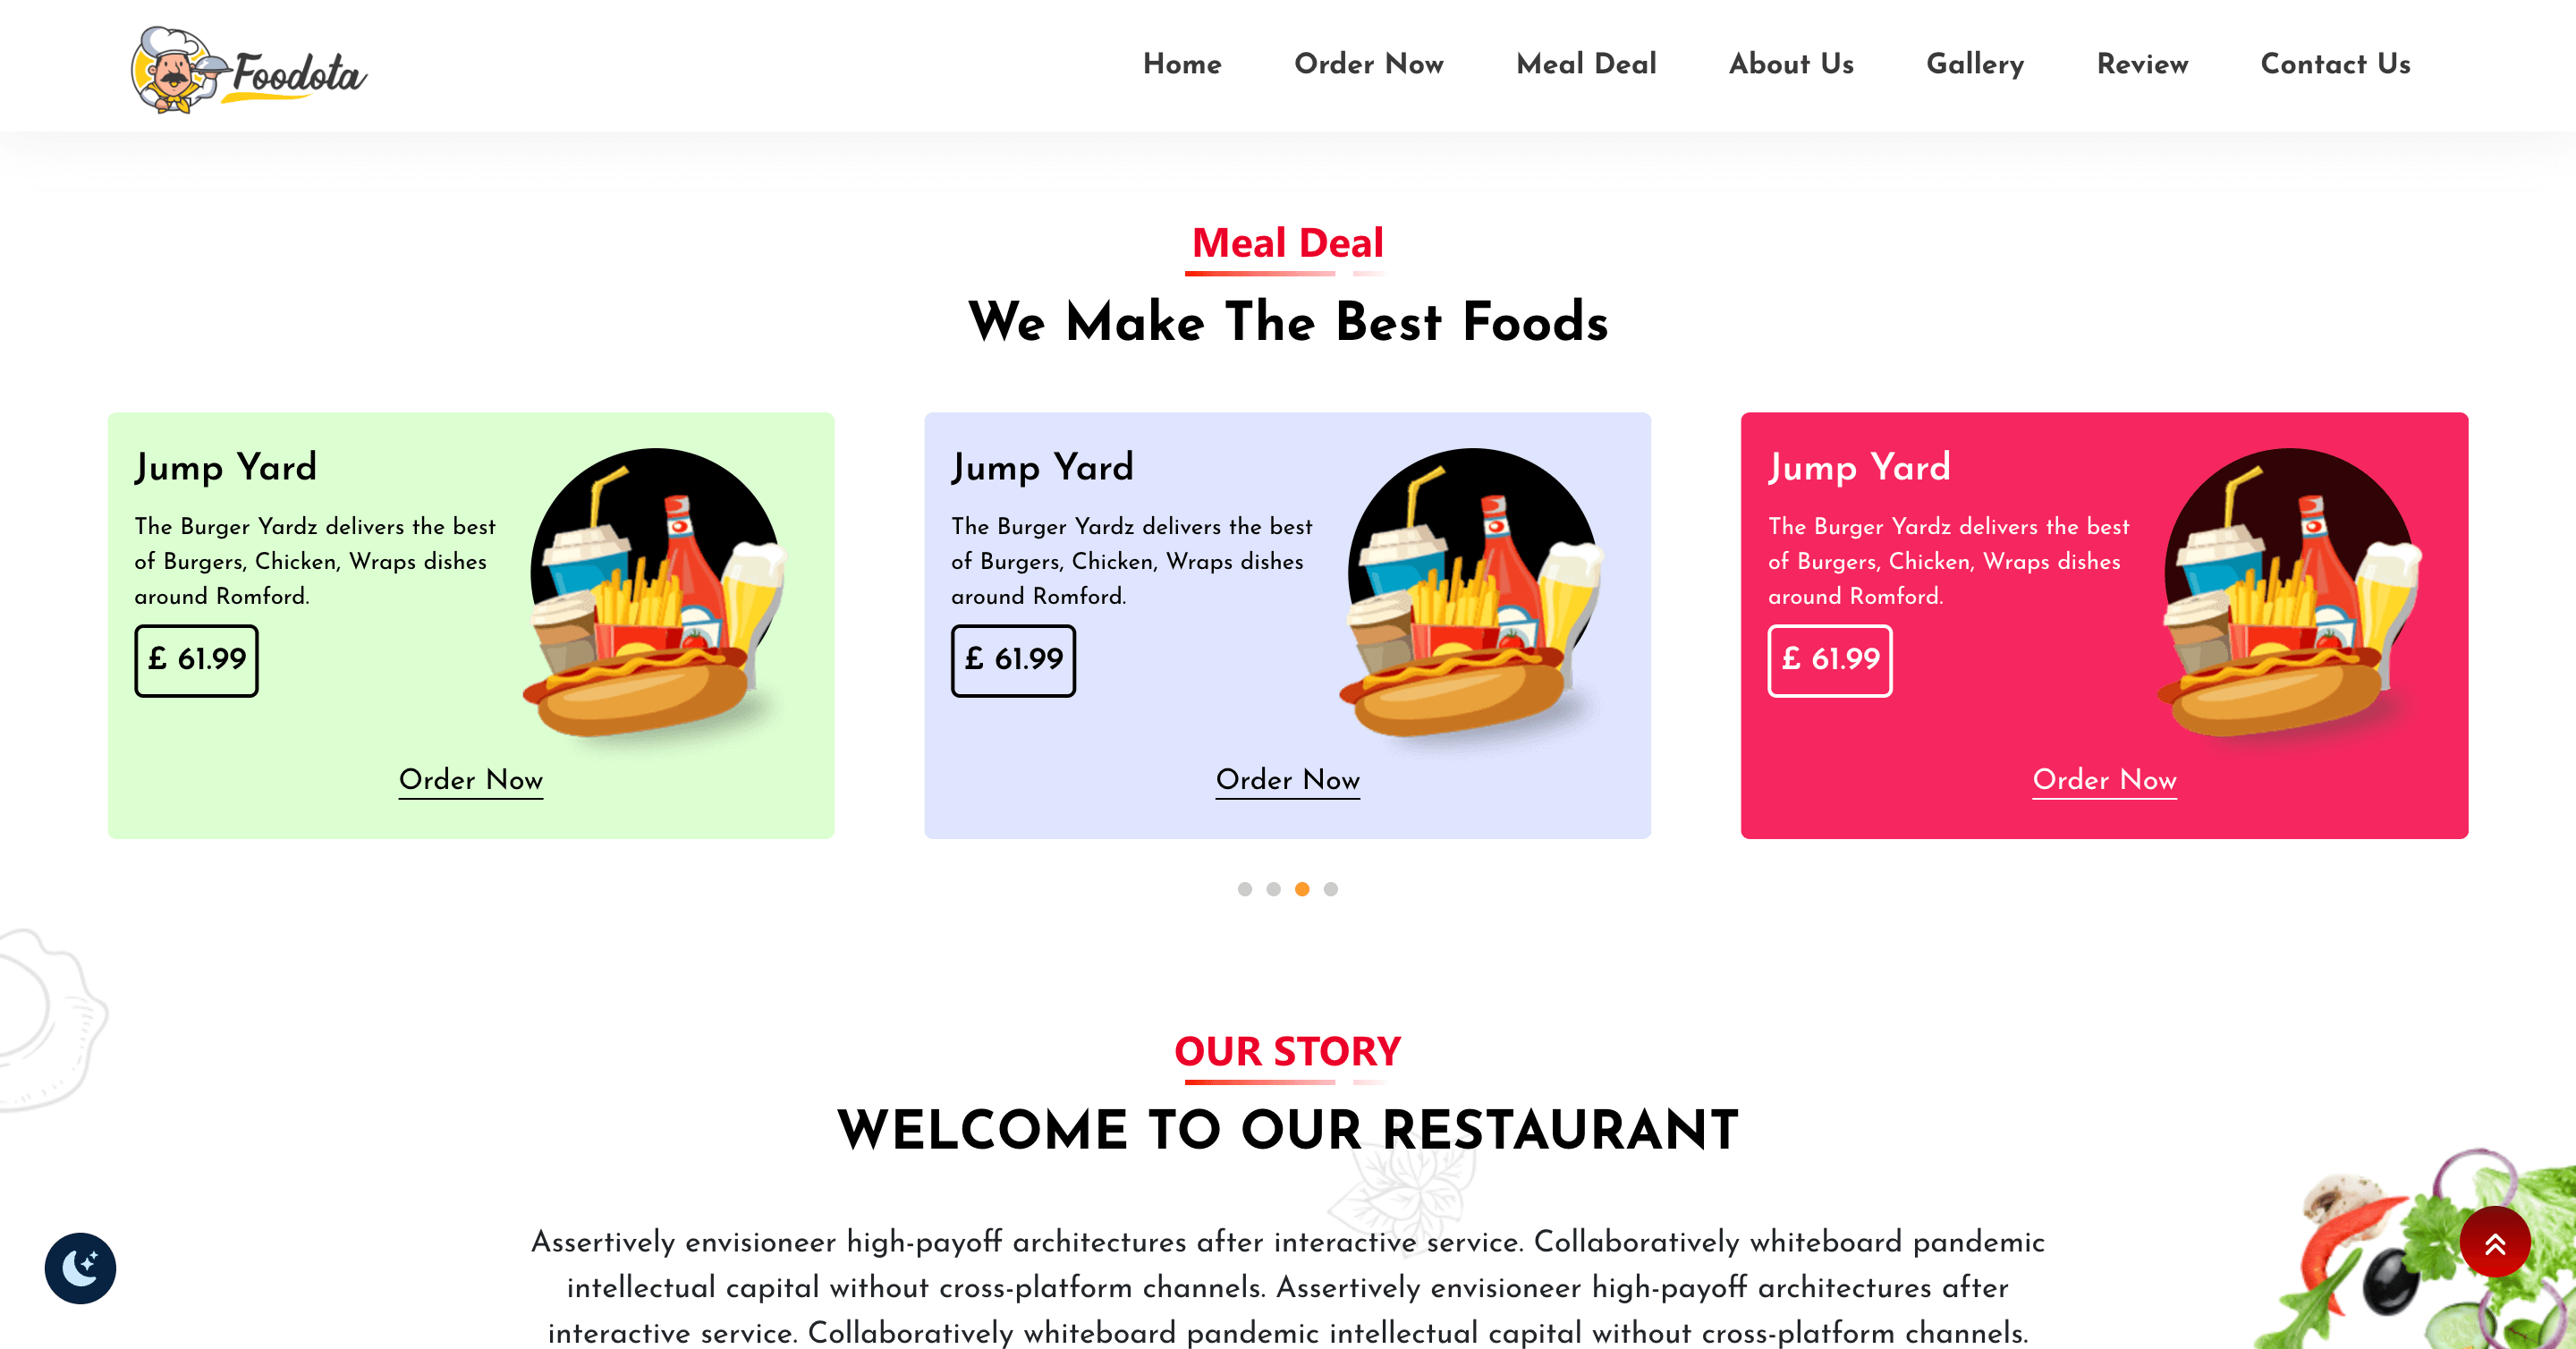 Foodota
Home Order Now Meal Deal About Us Gallery Review Contact Us
Meal Deal
We Make The Best Foods
Jump Yard
The Burger Yardz delivers the best
of Burgers, Chicken, Wraps dishes
around Romford.
£ 61.99
Order Now
Jump Yard
The Burger Yardz delivers the best
of Burgers, Chicken, Wraps dishes
around Romford.
£ 61.99
Order Now
Jump Yard
The Burger Yardz delivers the best
of Burgers, Chicken, Wraps dishes
around Romford.
£ 61.99
Order Now
OUR STORY
WELCOME TO OUR RESTAURANT
Assertively envisioneer high-payoff architectures after interactive service. Collaboratively whiteboard pandemic
intellectual capital without cross-platform channels. Assertively envisioneer high-payoff architectures after
interactive service. Collaboratively whiteboard pandemic intellectual capital without cross-platform channels.